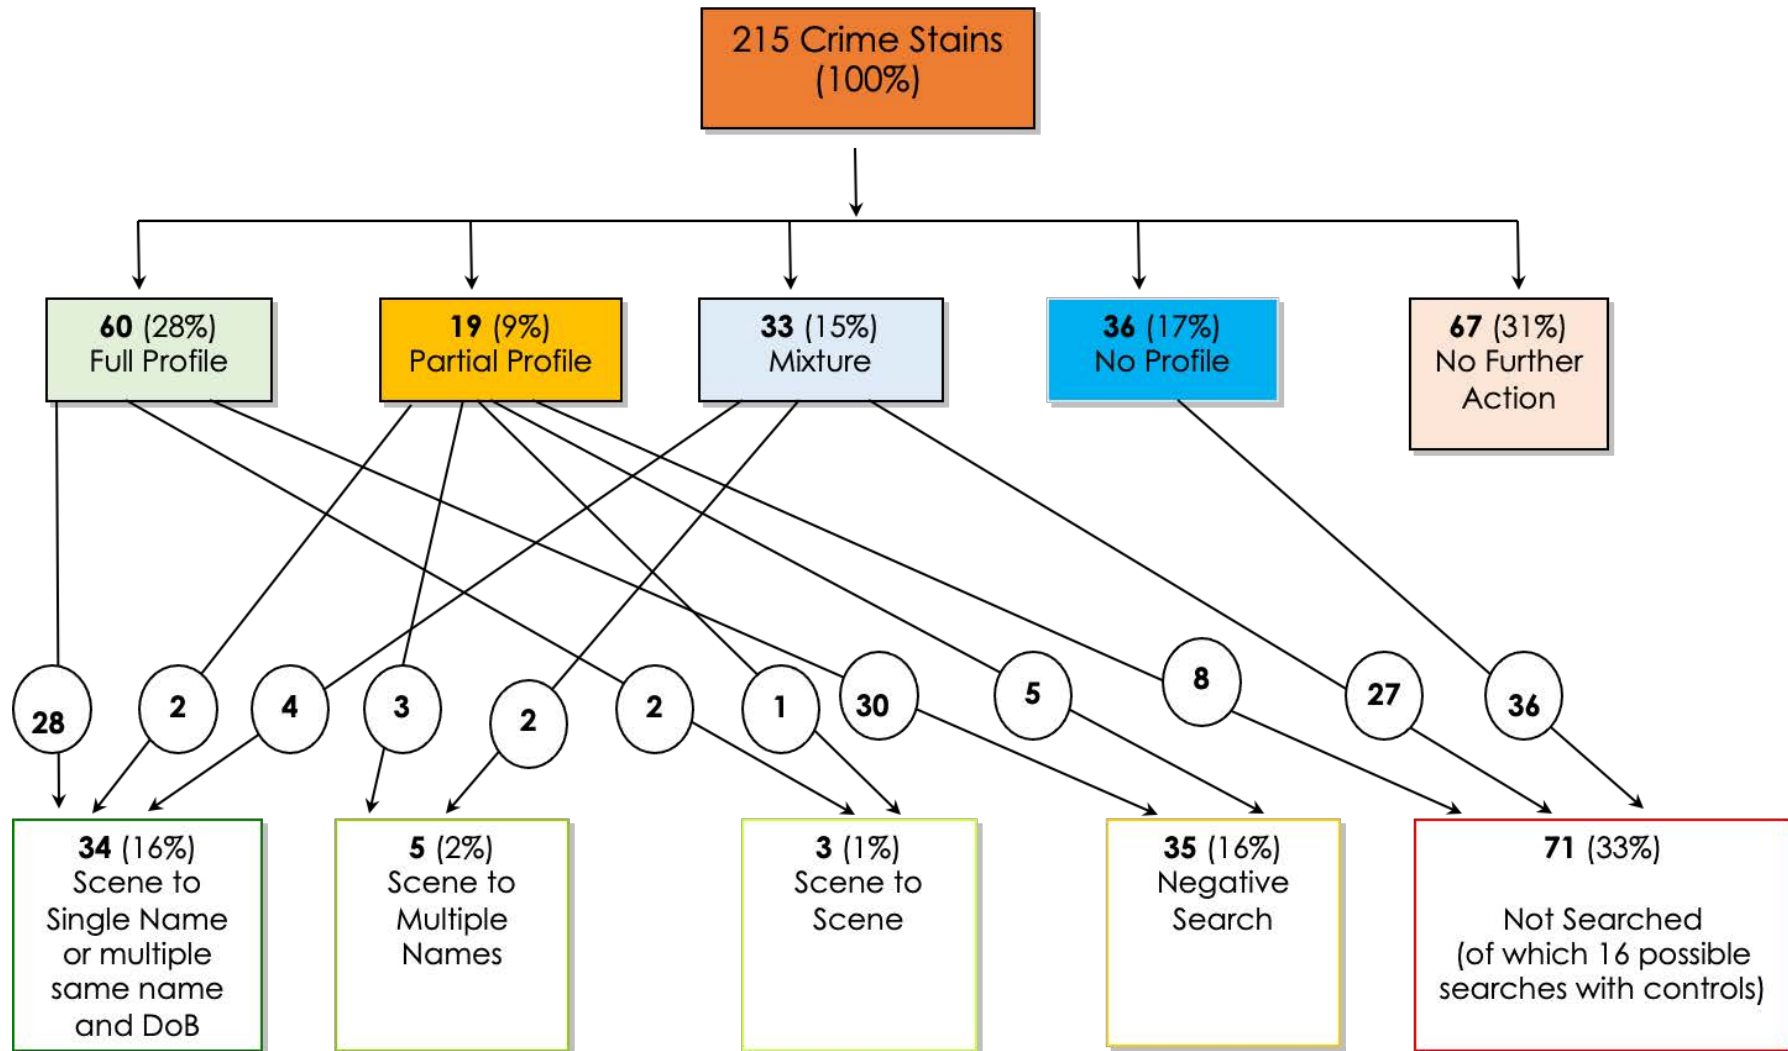 215 Crime Stains
(100%)
60 (28%)
Full Profile
19 (9%)
Partial Profile
33 (15%)
Mixture
36 (17%)
No Profile
67 (31%)
No Further
Action
28
2
4
3
2
2
1
30
5
8
27
36
34 (16%)
Scene to
Single Name
or multiple
same name
and DoB
5 (2%)
Scene to
Multiple
Names
3 (1%)
Scene to
Scene
35 (16%)
Negative
Search
71 (33%)
Not Searched
(of which 16 possible
searches with controls)